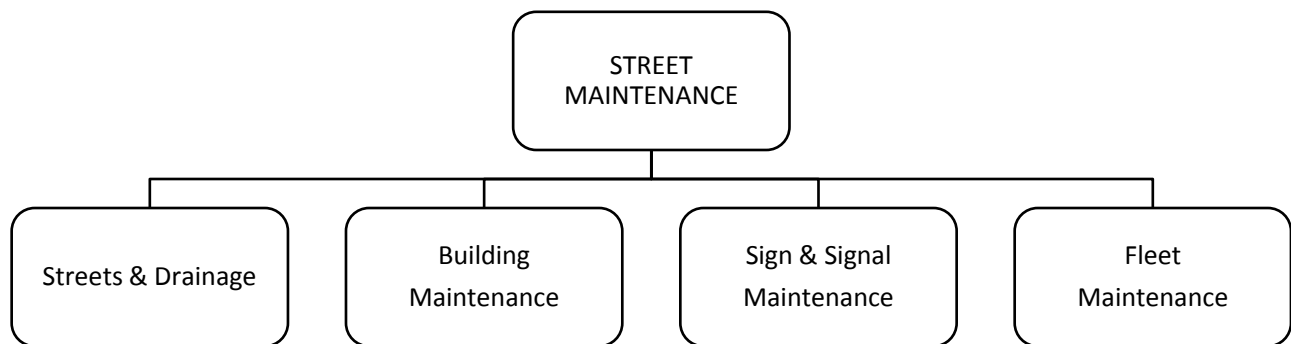 STREET
MAINTENANCE
Streets & Drainage
Building
Maintenance
Sign & Signal
Maintenance
Fleet
Maintenance